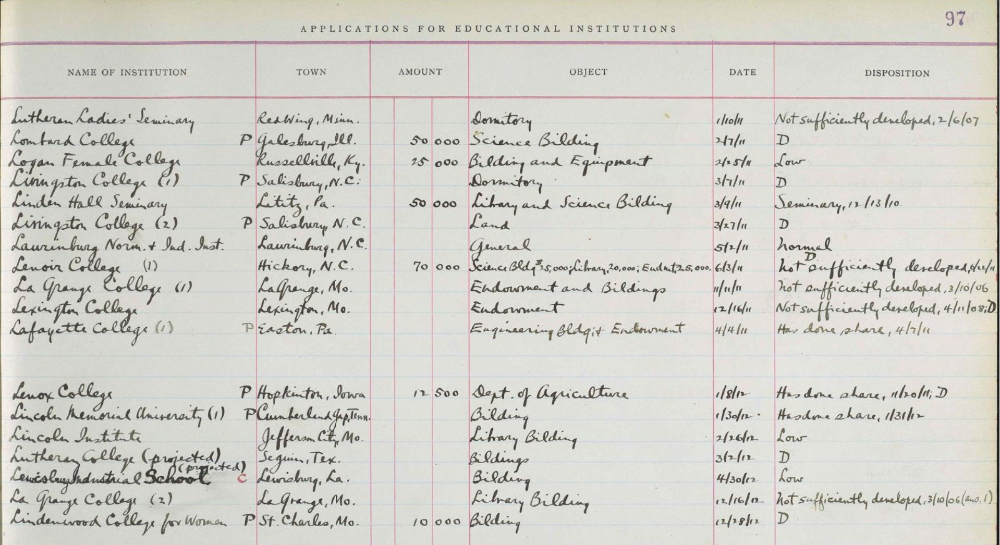 97
APPLICATIONS FOR EDUCATIONAL INSTITUTIONS
NAME OF INSTITUTION TOWN AMOUNT OBJECT DATE DISPOSITION
Lutheran Ladies' Seminary Red Wing, Minn. Dormitory 1/10/11 Not sufficiently developed, 2/6/07
Lombard College P Galesburg, Ill. 50 000 Science Bilding 2/7/11 D
Logan Female College Russellville, Ky. 25 000 Bilding and Equipment 2/25/11 Low
Livingston College (1) P Salisbury, N.C. Dormitory 3/7/11 D
Linden Hall Seminary Lititz, Pa. 50 000 Library and Science Bilding 3/9/11 Seminary, 12/13/10.
Livingston College (2) P Salisbury, N.C. Land 3/27/11 D
Laurinburg Norm. + Ind. Inst. Laurinburg, N.C. General 5/2/11 Normal
Lenoir College (1) Hickory, N.C. 70 000 Science Bldg $25,000; Library, 20,000; Endmt, 25,000. 6/3/11 Not sufficiently developed, 6/22/11 D
La Grange College (1) La Grange, Mo. Endowment and Bildings 11/11/11 Not sufficiently developed, 3/10/06
Lexington College Lexington, Mo. Endowment 12/16/11 Not sufficiently developed, 4/11/08; D
Lafayette College (1) P Easton, Pa. Engineering Bldg; + Endowment 4/4/11 Has done share, 4/7/11
Lenox College P Hopkinton, Iowa 12 500 Dept. of Agriculture 1/8/12 Has done share, 11/20/11; D
Lincoln Memorial University (1) P Cumberland Gap, Tenn. Bilding 1/30/12 Has done share, 1/31/12
Lincoln Institute Jefferson City, Mo. Library Bilding 2/26/12 Low
Lutheran College (projected) Seguin, Tex. Bildings 3/2/12 D
Lewisburg Industrial School (projected) C Lewisburg, La. Bilding 4/30/12 Low
La Grange College (2) La Grange, Mo. Library Bilding 12/16/12 Not sufficiently developed, 3/10/06 (ans. 1)
Lindenwood College for Women P St. Charles, Mo. 10 000 Bilding 12/28/12 D